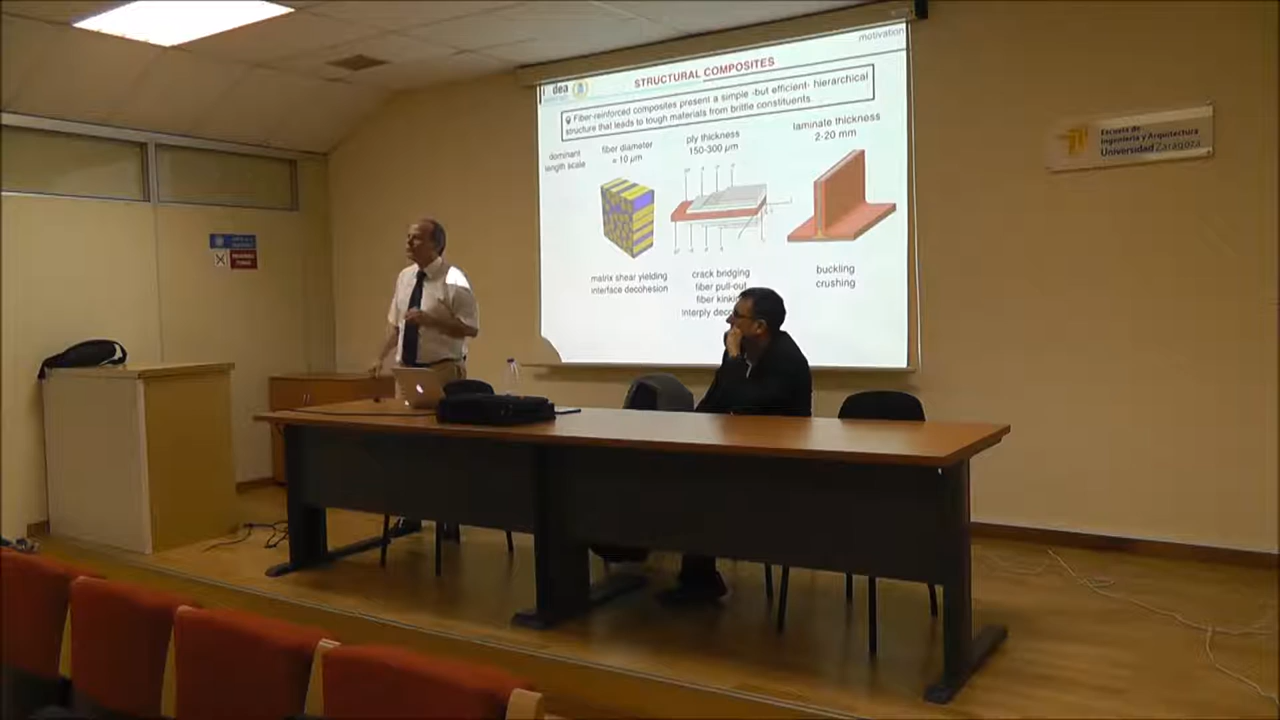 motivation
STRUCTURAL COMPOSITES
Fiber-reinforced composites present a simple -but efficient- hierarchical
structure that leads to tough materials from brittle constituents.
dominant
length scale
fiber diameter
≈ 10 µm
ply thickness
150-300 µm
laminate thickness
2-20 mm
matrix shear yielding
interface decohesion
crack bridging
fiber pull-out
fiber
interply
buckling
crushing
Escuela de
Ingeniería y Arquitectura
Universidad Zaragoza